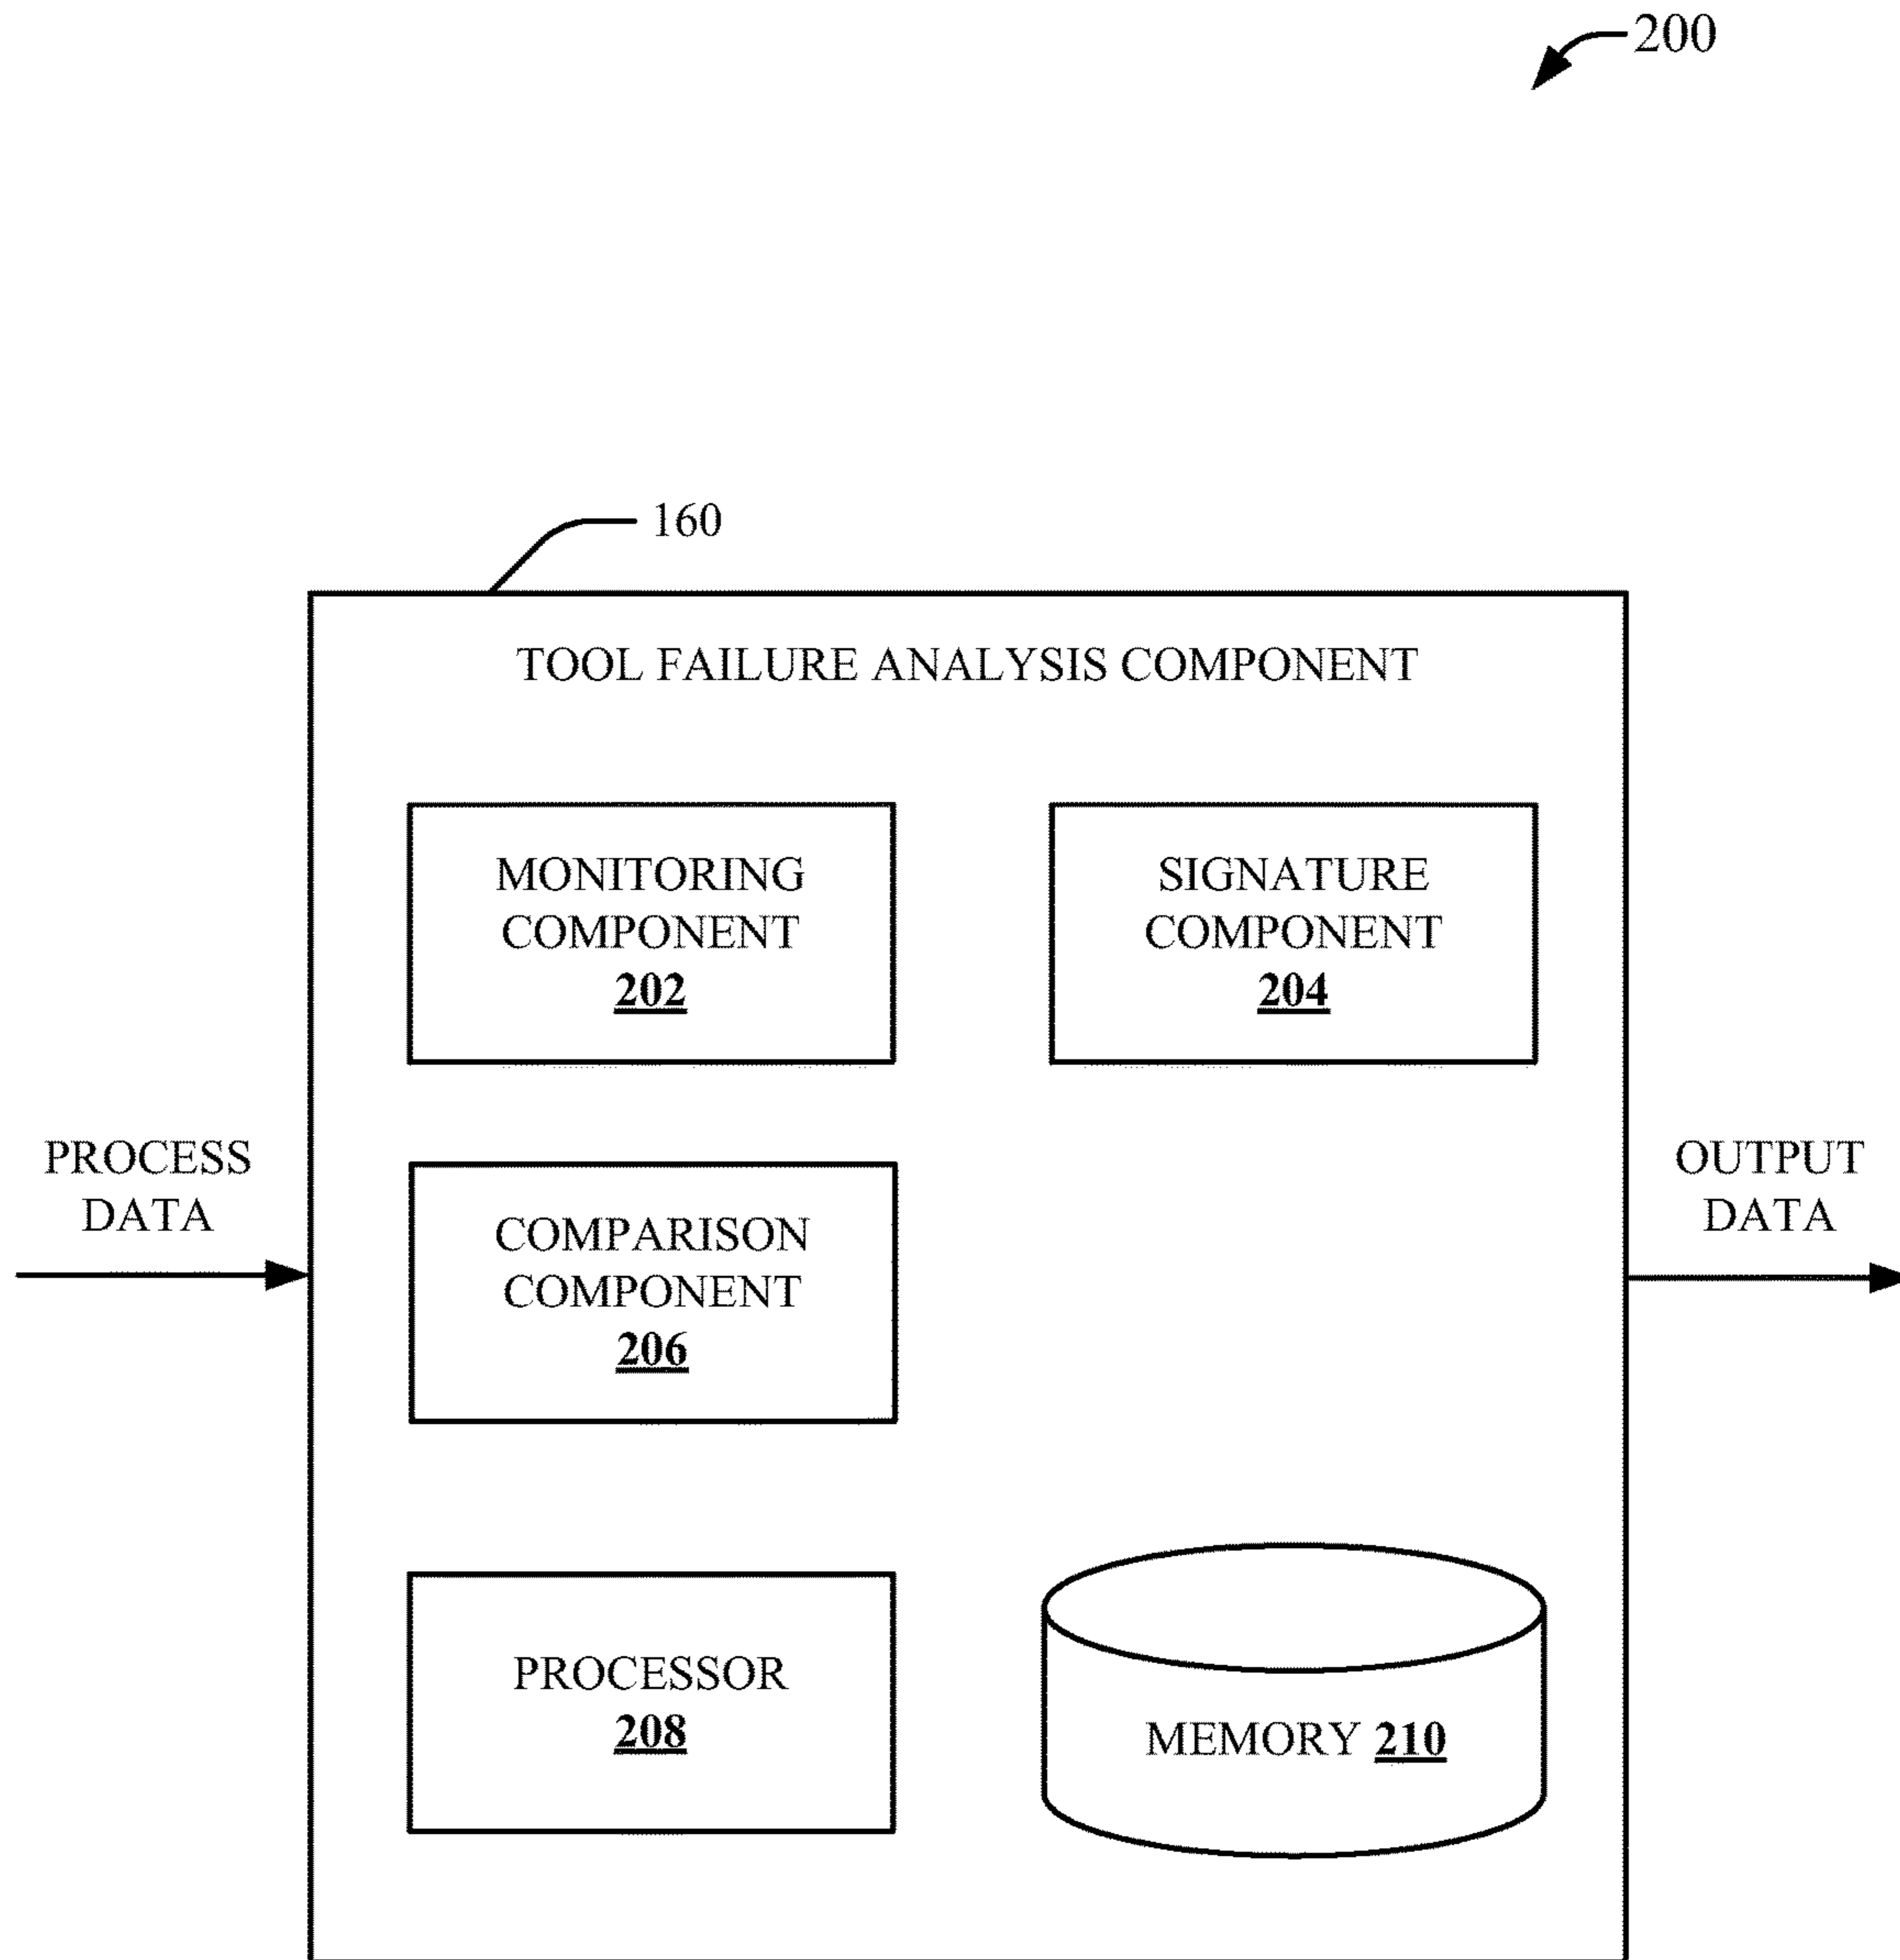 200
160
TOOL FAILURE ANALYSIS COMPONENT
MONITORING
COMPONENT
202
SIGNATURE
COMPONENT
204
PROCESS
DATA
COMPARISON
COMPONENT
206
OUTPUT
DATA
PROCESSOR
208
MEMORY 210